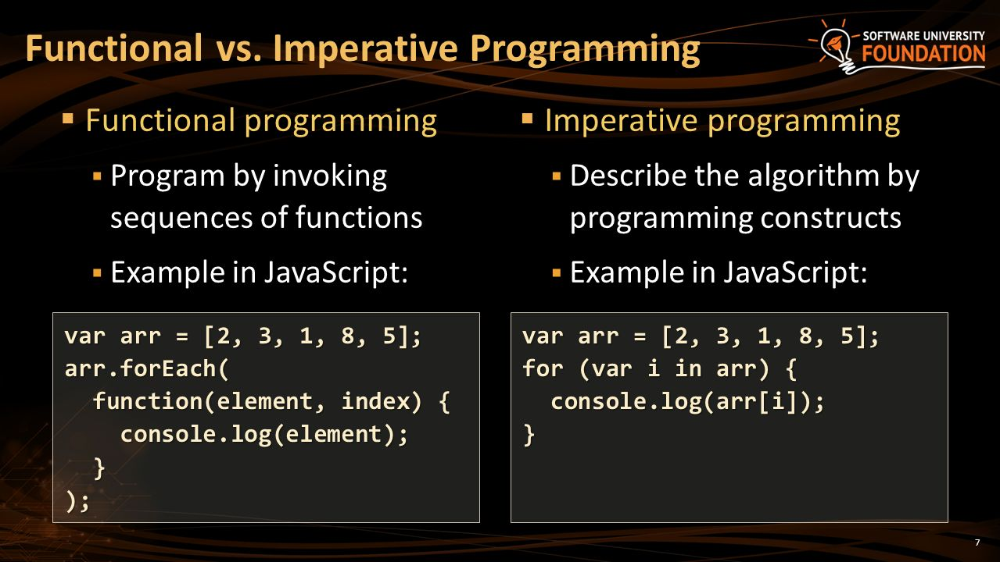 Functional vs. Imperative Programming
SOFTWARE UNIVERSITY
FOUNDATION
▪ Functional programming
▪ Program by invoking
sequences of functions
▪ Example in JavaScript:
var arr = [2, 3, 1, 8, 5];
arr.forEach(
  function(element, index) {
    console.log(element);
  }
);
▪ Imperative programming
▪ Describe the algorithm by
programming constructs
▪ Example in JavaScript:
var arr = [2, 3, 1, 8, 5];
for (var i in arr) {
  console.log(arr[i]);
}
7